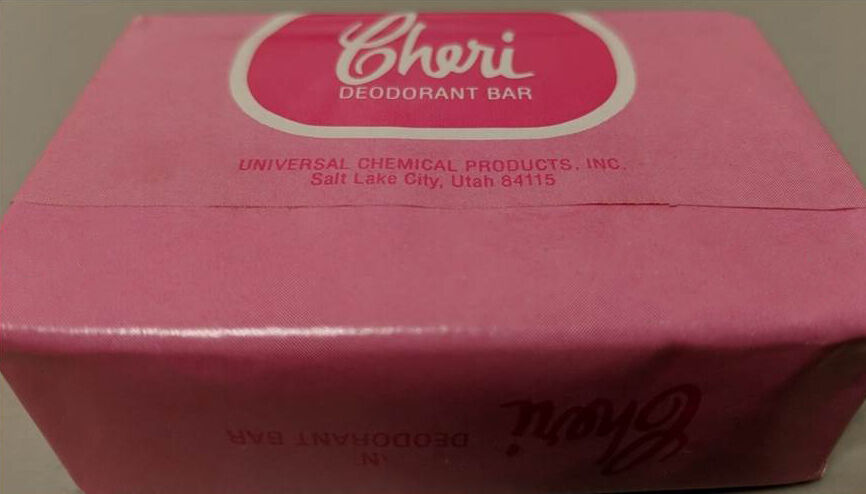 Cheri
DEODORANT BAR
UNIVERSAL CHEMICAL PRODUCTS, INC.
Salt Lake City, Utah 84115
Cheri
DEODORANT BAR